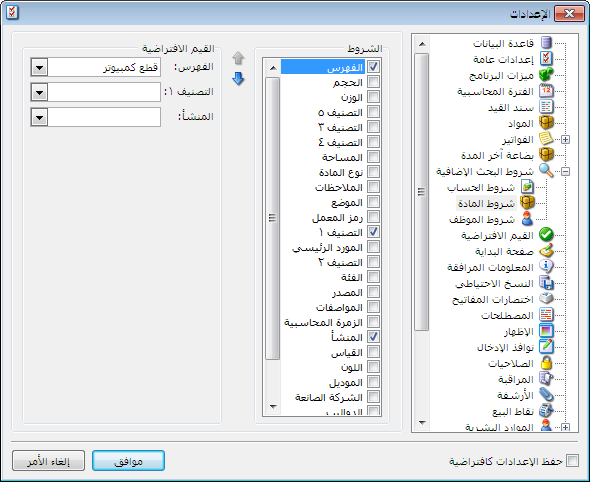 الإعدادات
قاعدة البيانات
إعدادات عامة
ميزات البرنامج
الفترة المحاسبية
سند القيد
المواد
الفواتير
بضاعة آخر المدة
شروط البحث الإضافية
شروط الحساب
شروط المادة
شروط الموظف
القيم الافتراضية
صفحة البداية
المعلومات المرافقة
النسخ الاحتياطي
اختصارات المفاتيح
المصطلحات
الإظهار
نوافذ الإدخال
الصلاحيات
المراقبة
الأرشفة
نقاط البيع
الموارد البشرية
الشروط
الفهرس
الحجم
الوزن
التصنيف ٥
التصنيف ٣
التصنيف ٤
المساحة
نوع المادة
الملاحظات
الموضع
رمز المعمل
التصنيف ١
المورد الرئيسي
التصنيف ٢
الفئة
المصدر
المواصفات
الزمرة المحاسبية
المنشأ
القياس
اللون
الموديل
الشركة الصانعة
الدواليب
القيم الافتراضية
الفهرس: قطع كمبيوتر
التصنيف ١:
المنشأ:
حفظ الإعدادات كافتراضية
موافق
إلغاء الأمر